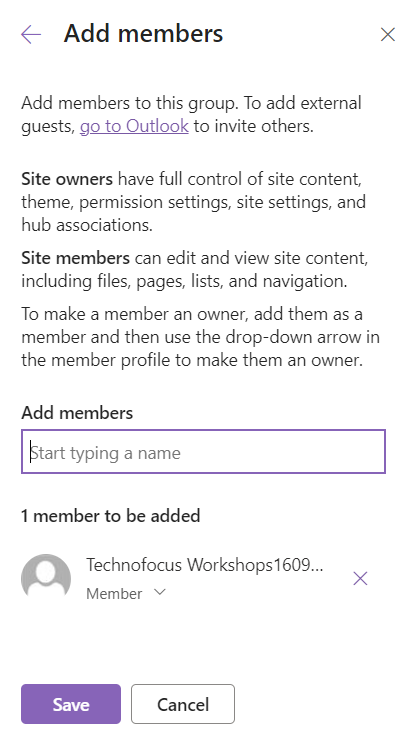 Add members
Add members to this group. To add external
guests, go to Outlook to invite others.
Site owners have full control of site content,
theme, permission settings, site settings, and
hub associations.
Site members can edit and view site content,
including files, pages, lists, and navigation.
To make a member an owner, add them as a
member and then use the drop-down arrow in
the member profile to make them an owner.
Add members
Start typing a name
1 member to be added
Technofocus Workshops1609...
Member
Save
Cancel